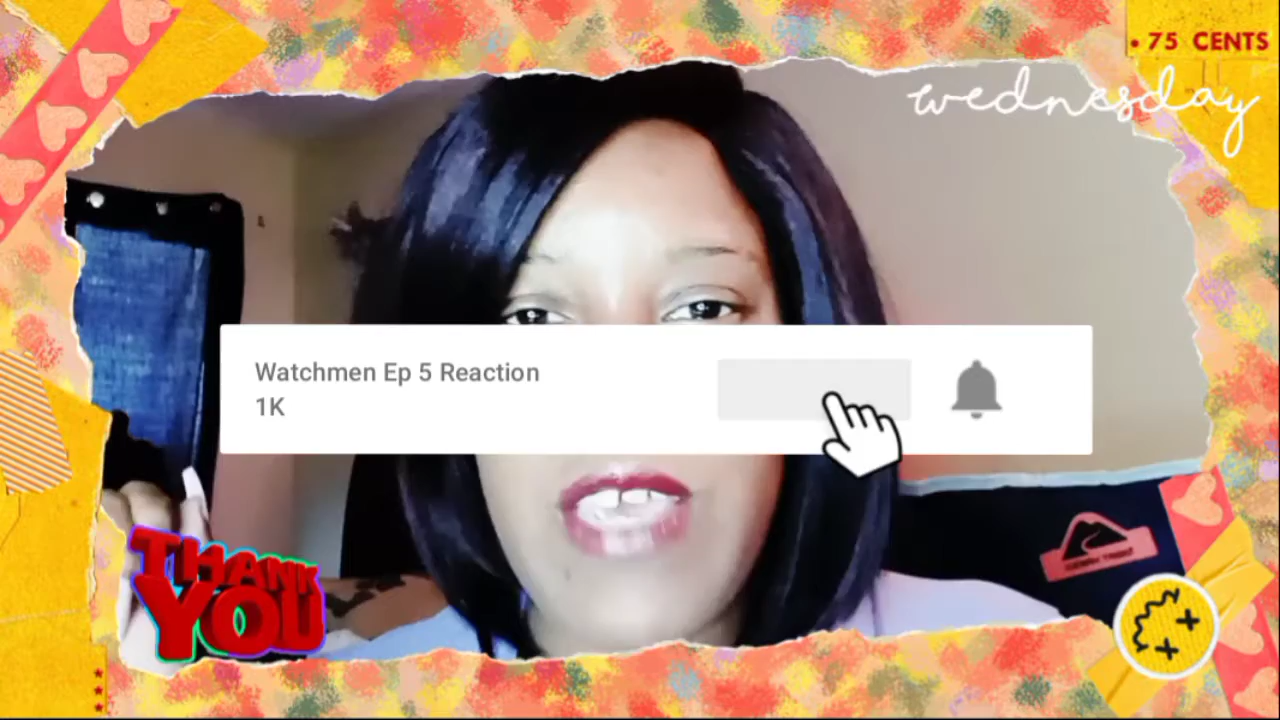 • 75 CENTS
wednesday
Watchmen Ep 5 Reaction
1K
THANK
YOU